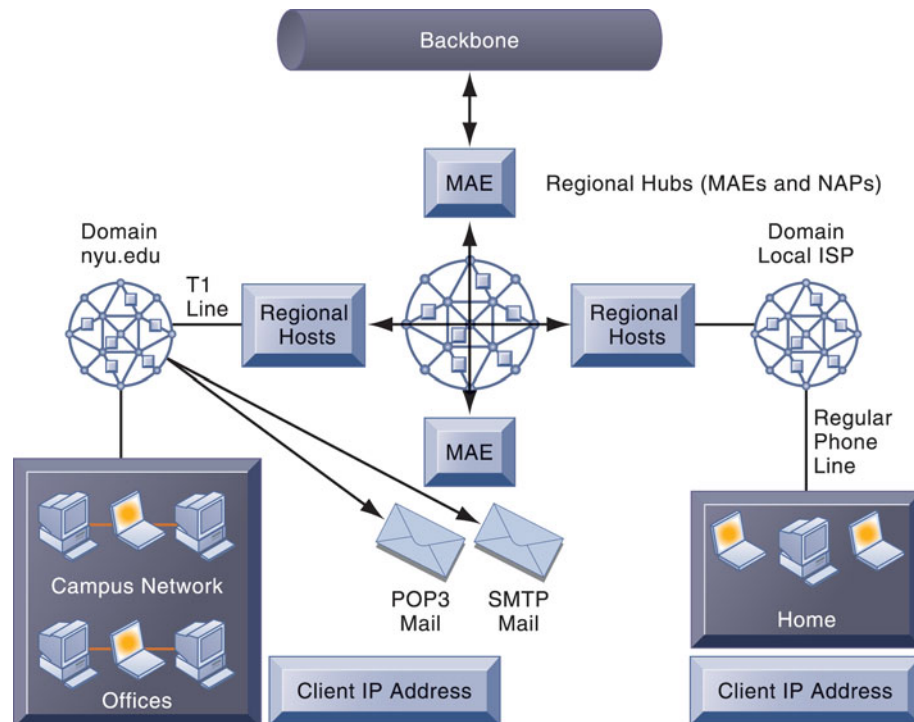 Backbone
MAE
Regional Hubs (MAEs and NAPs)
Domain
nyu.edu
Domain
Local ISP
T1
Line
Regional
Hosts
Regional
Hosts
MAE
Regular
Phone
Line
Campus Network
Offices
POP3
Mail
SMTP
Mail
Home
Client IP Address
Client IP Address